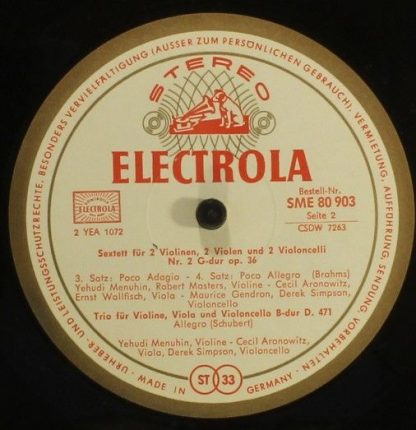 URHEBER- UND LEISTUNGSSCHUTZRECHTE, BESONDERS VERVIELFÄLTIGUNG (AUSSER ZUM PERSÖNLICHEN GEBRAUCH), VERMIETUNG, AUFFÜHRUNG, SENDUNG, VORBEHALTEN -
STEREO
ELECTROLA
ELECTROLA
Bestell-Nr.
SME 80 903
Seite 2
2 YEA 1072
CSDW 7263
Sextett für 2 Violinen, 2 Violen und 2 Violoncelli
Nr. 2 G-dur op. 36
3. Satz: Poco Adagio - 4. Satz: Poco Allegro (Brahms)
Yehudi Menuhin, Robert Masters, Violine - Cecil Aronowitz,
Ernst Wallfisch, Viola - Maurice Gendron, Derek Simpson,
Violoncello
Trio für Violine, Viola und Violoncello B-dur D. 471
Allegro (Schubert)
Yehudi Menuhin, Violine - Cecil Aronowitz,
Viola, Derek Simpson, Violoncello
MADE IN GERMANY
ST 33